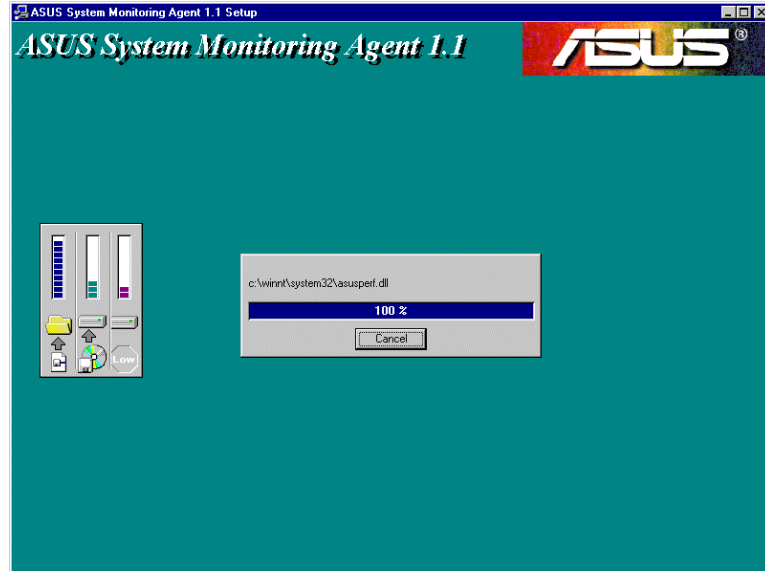 ASUS System Monitoring Agent 1.1 Setup
ASUS System Monitoring Agent 1.1
ASUS®
c:\winnt\system32\asusperf.dll
100 %
Cancel
Low